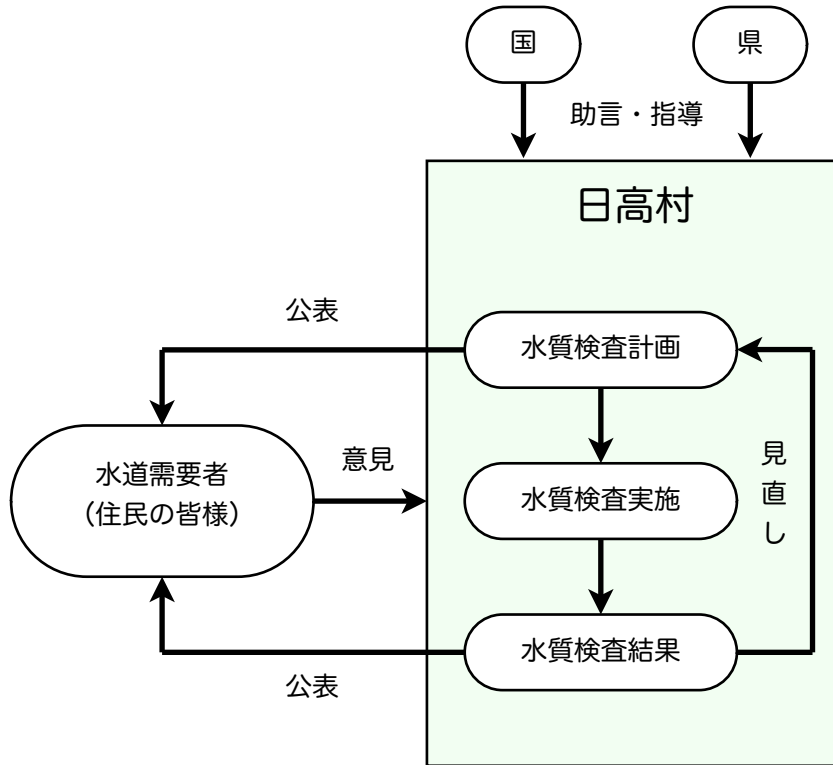 国
県
助言・指導
日高村
公表
水質検査計画
水道需要者
(住民の皆様)
意見
水質検査実施
見直し
水質検査結果
公表